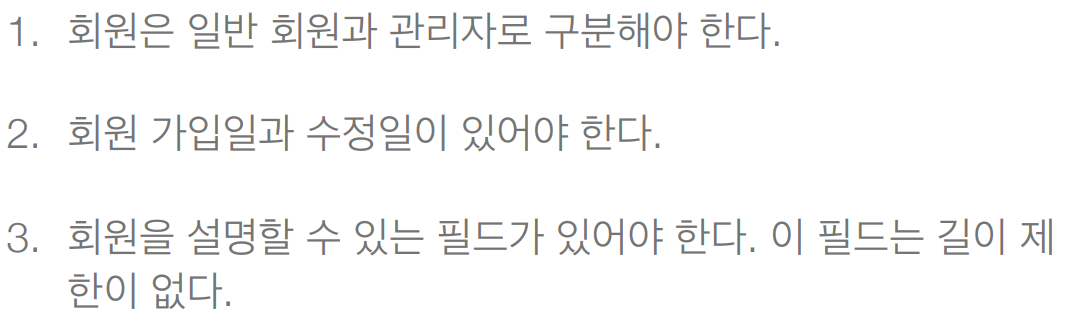 1. 회원은 일반 회원과 관리자로 구분해야 한다.
2. 회원 가입일과 수정일이 있어야 한다.
3. 회원을 설명할 수 있는 필드가 있어야 한다. 이 필드는 길이 제
한이 없다.